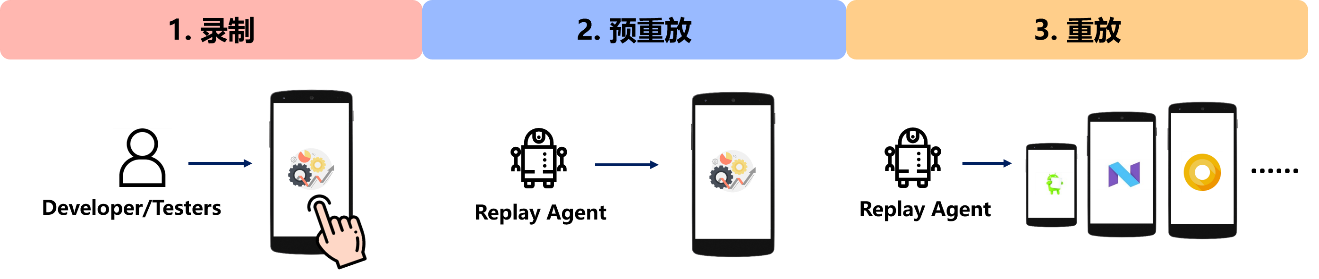 1. 录制
2. 预重放
3. 重放
Developer/Testers
Replay Agent
Replay Agent
......